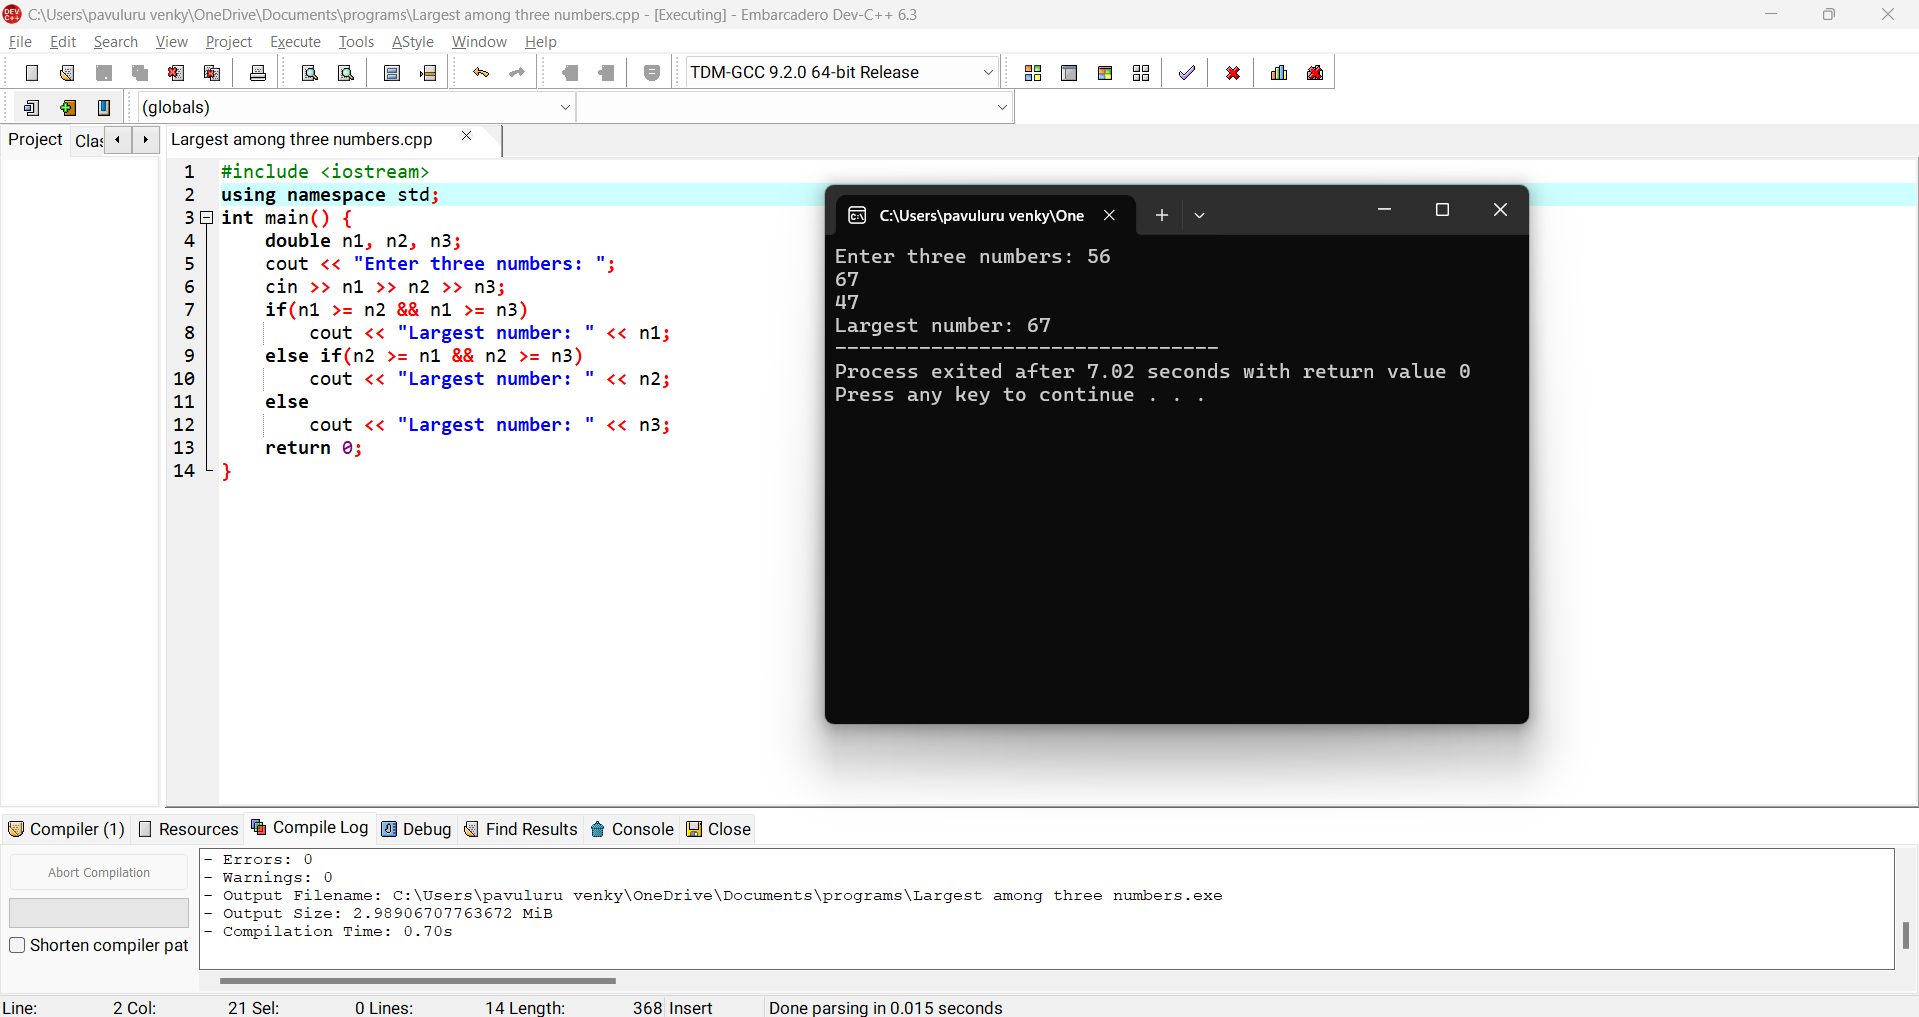 C:\Users\pavuluru venky\OneDrive\Documents\programs\Largest among three numbers.cpp - [Executing] - Embarcadero Dev-C++ 6.3
File Edit Search View Project Execute Tools AStyle Window Help
TDM-GCC 9.2.0 64-bit Release
(globals)
Project Clas
Largest among three numbers.cpp
1 #include <iostream>
2 using namespace std;
3 int main() {
4 double n1, n2, n3;
5 cout << "Enter three numbers: ";
6 cin >> n1 >> n2 >> n3;
7 if(n1 >= n2 && n1 >= n3)
8 cout << "Largest number: " << n1;
9 else if(n2 >= n1 && n2 >= n3)
10 cout << "Largest number: " << n2;
11 else
12 cout << "Largest number: " << n3;
13 return 0;
14 }
C:\Users\pavuluru venky\One
Enter three numbers: 56
67
47
Largest number: 67
--------------------------------
Process exited after 7.02 seconds with return value 0
Press any key to continue . . .
Compiler (1) Resources Compile Log Debug Find Results Console Close
Abort Compilation
Shorten compiler pat
- Errors: 0
- Warnings: 0
- Output Filename: C:\Users\pavuluru venky\OneDrive\Documents\programs\Largest among three numbers.exe
- Output Size: 2.98906707763672 MiB
- Compilation Time: 0.70s
Line: 2 Col: 21 Sel: 0 Lines: 14 Length: 368 Insert Done parsing in 0.015 seconds